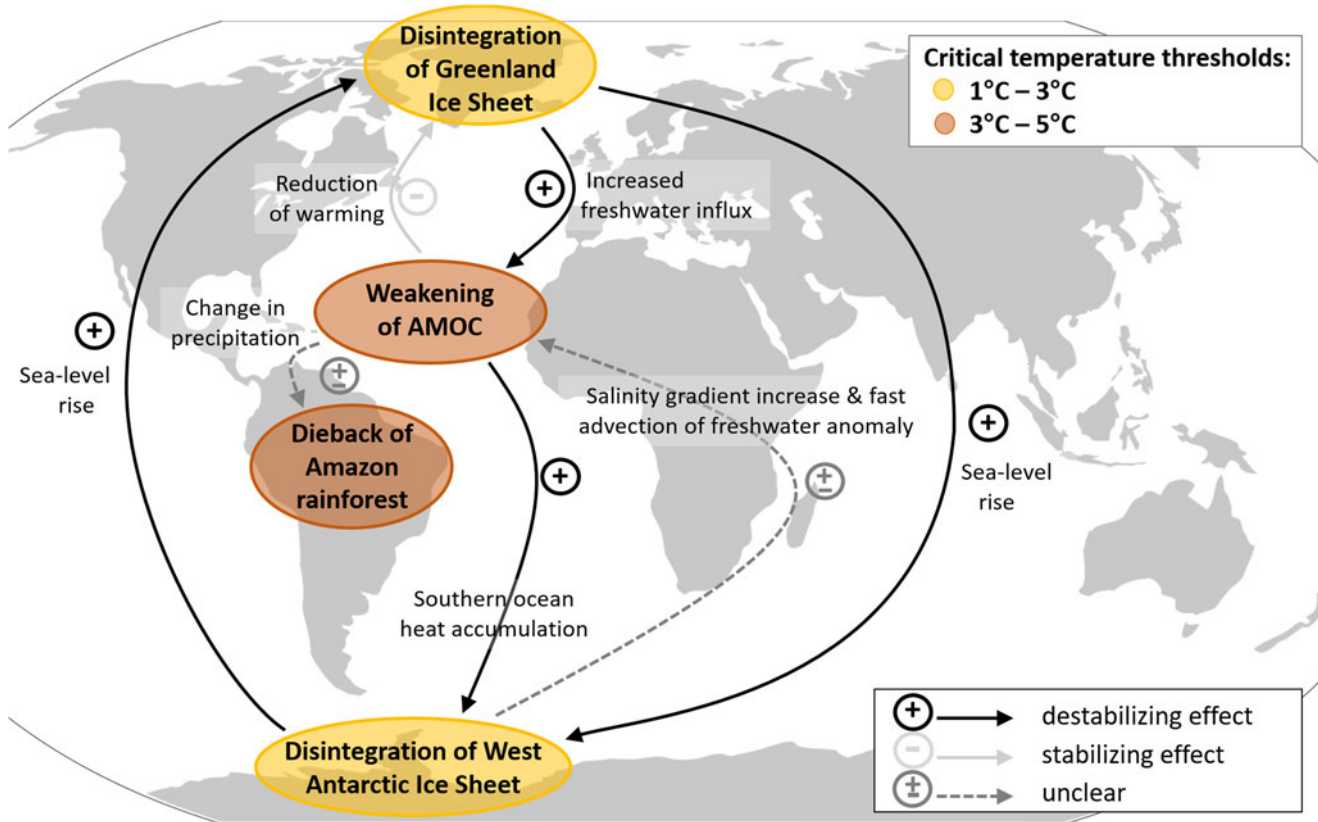 Disintegration
of Greenland
Ice Sheet
Critical temperature thresholds:
1°C – 3°C
3°C – 5°C
Reduction
of warming
-
+
Increased
freshwater influx
Weakening
of AMOC
Change in
precipitation
+
Sea-level
rise
±
Salinity gradient increase & fast
advection of freshwater anomaly
Dieback of
Amazon
rainforest
+
±
+
Sea-level
rise
Southern ocean
heat accumulation
Disintegration of West
Antarctic Ice Sheet
+ destabilizing effect
- stabilizing effect
± unclear